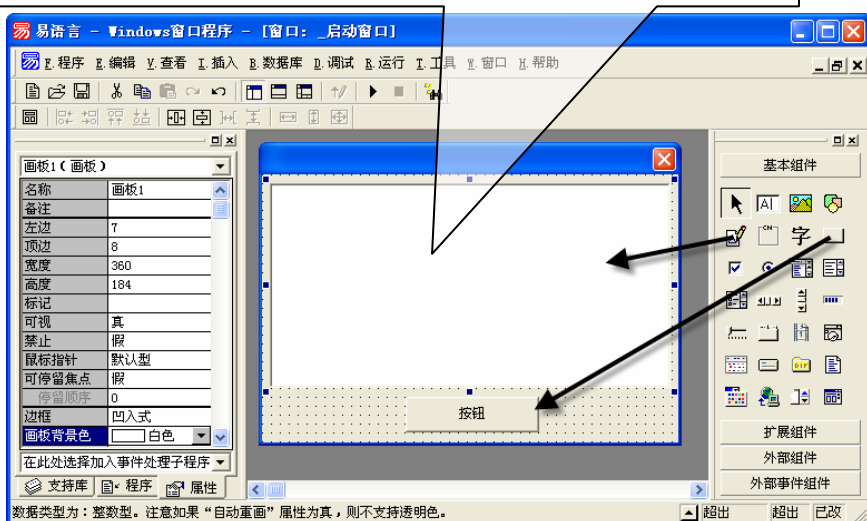 易语言 - Windows窗口程序 - [窗口: _启动窗口]
F.程序 E.编辑 V.查看 I.插入 B.数据库 D.调试 R.运行 T.工具 W.窗口 H.帮助
画板1(画板)
名称 画板1
备注
左边 7
顶边 8
宽度 360
高度 184
标记
可视 真
禁止 假
鼠标指针 默认型
可停留焦点 假
停留顺序 0
边框 凹入式
画板背景色 白色
在此处选择加入事件处理子程序
支持库 程序 属性
按钮
基本组件
字
扩展组件
外部组件
外部事件组件
数据类型为:整数型。注意如果“自动重画”属性为真,则不支持透明色。
超出 超出 已改